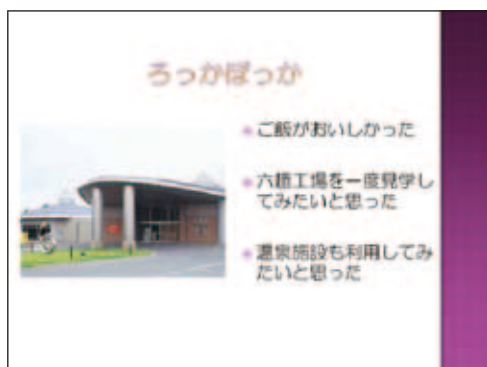 ろっかぽっか
ご飯がおいしかった
六趣工場を一度見学し
てみたいと思った
温泉施設も利用してみ
たいと思った